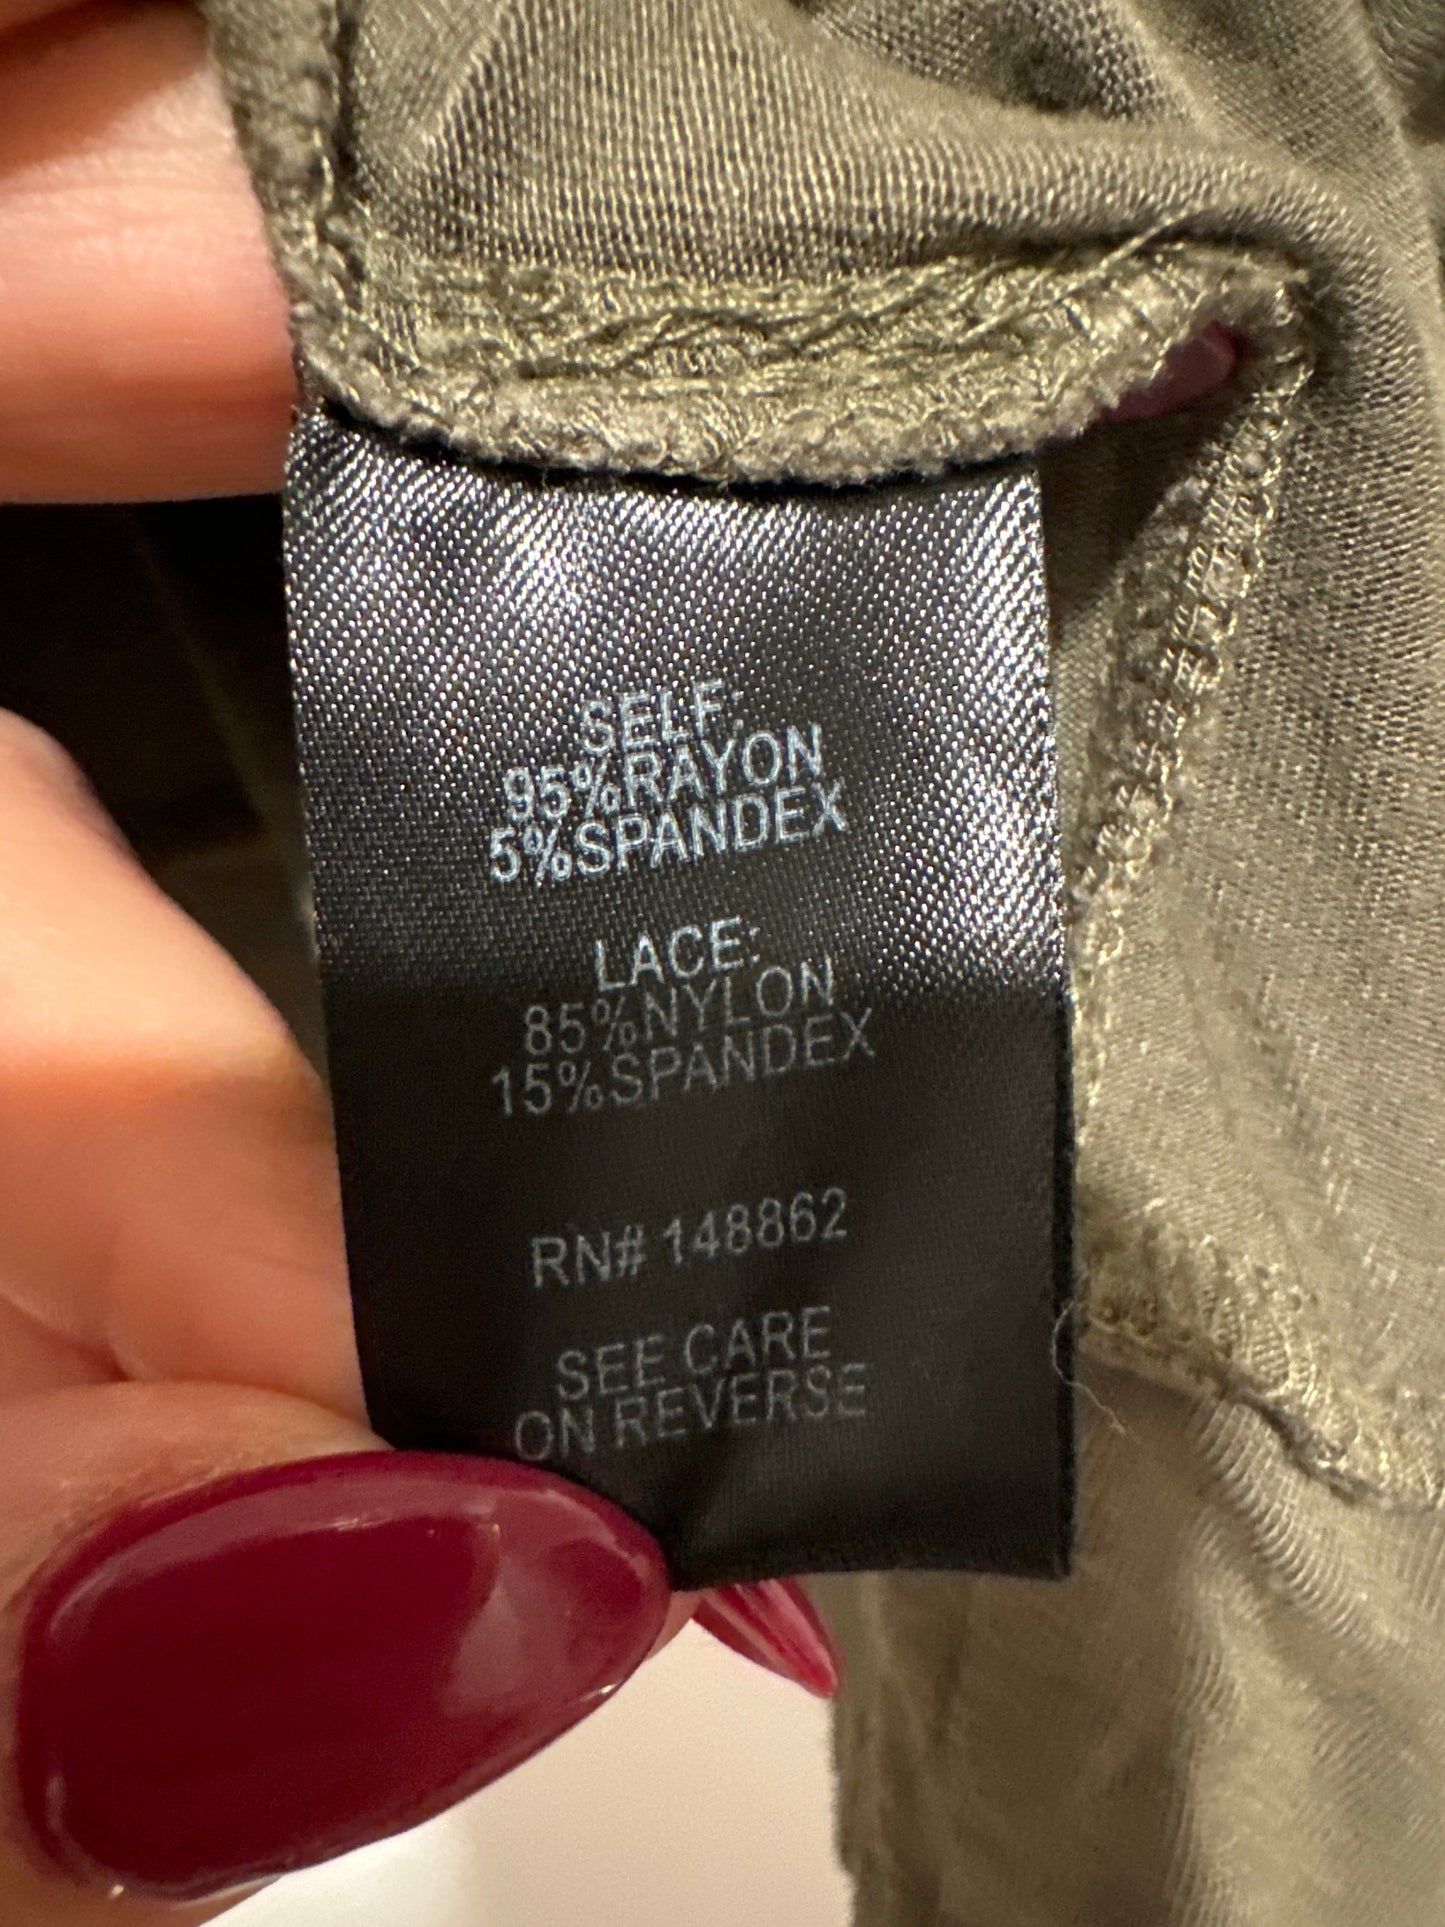 SELF:
95%RAYON
5%SPANDEX
LACE:
85%NYLON
15%SPANDEX
RN# 148862
SEE CARE
ON REVERSE